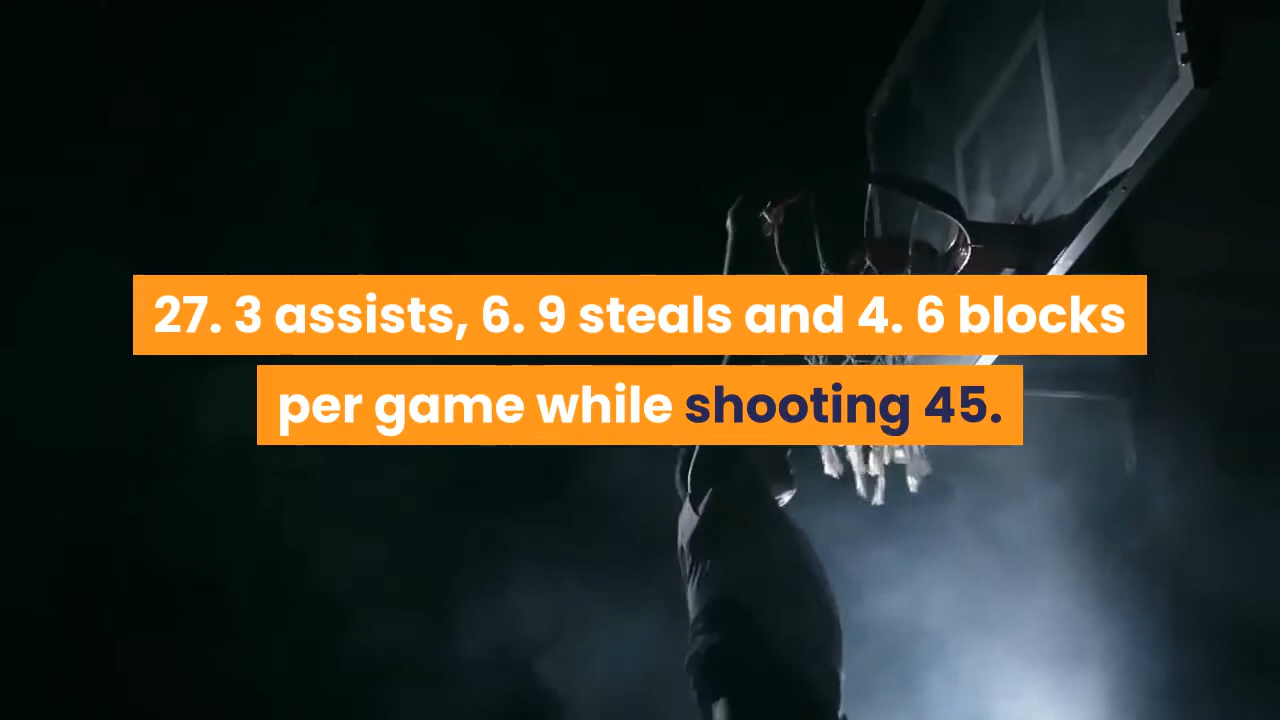 27. 3 assists, 6. 9 steals and 4. 6 blocks
per game while shooting 45.